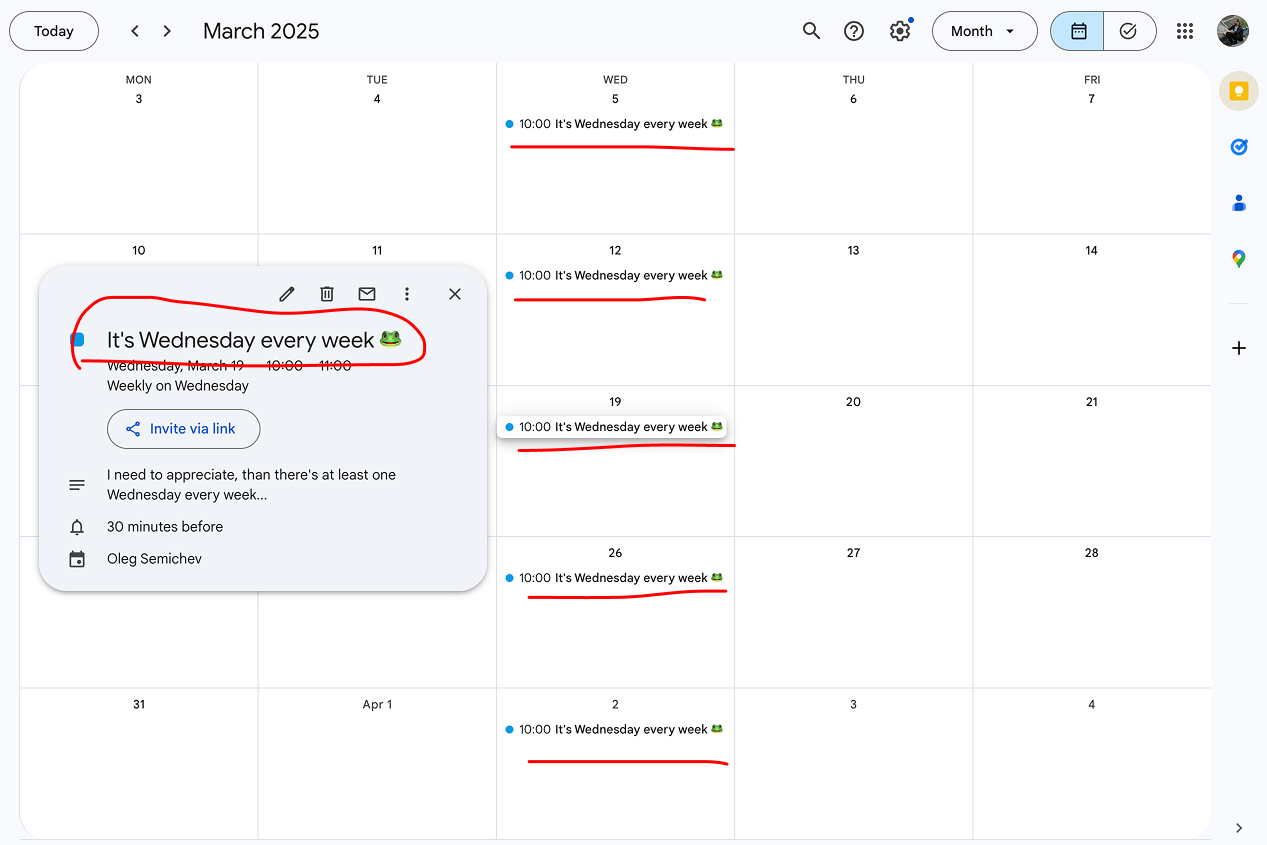 Today
March 2025
Month
MON
TUE
WED
THU
FRI
3
4
5
6
7
10:00 It's Wednesday every week 🐸
10
11
12
13
14
10:00 It's Wednesday every week 🐸
It's Wednesday every week 🐸
Wednesday, March 19 10:00 – 11:00
Weekly on Wednesday
Invite via link
I need to appreciate, than there's at least one
Wednesday every week...
30 minutes before
Oleg Semichev
19
20
21
10:00 It's Wednesday every week 🐸
26
27
28
10:00 It's Wednesday every week 🐸
31
Apr 1
2
3
4
10:00 It's Wednesday every week 🐸